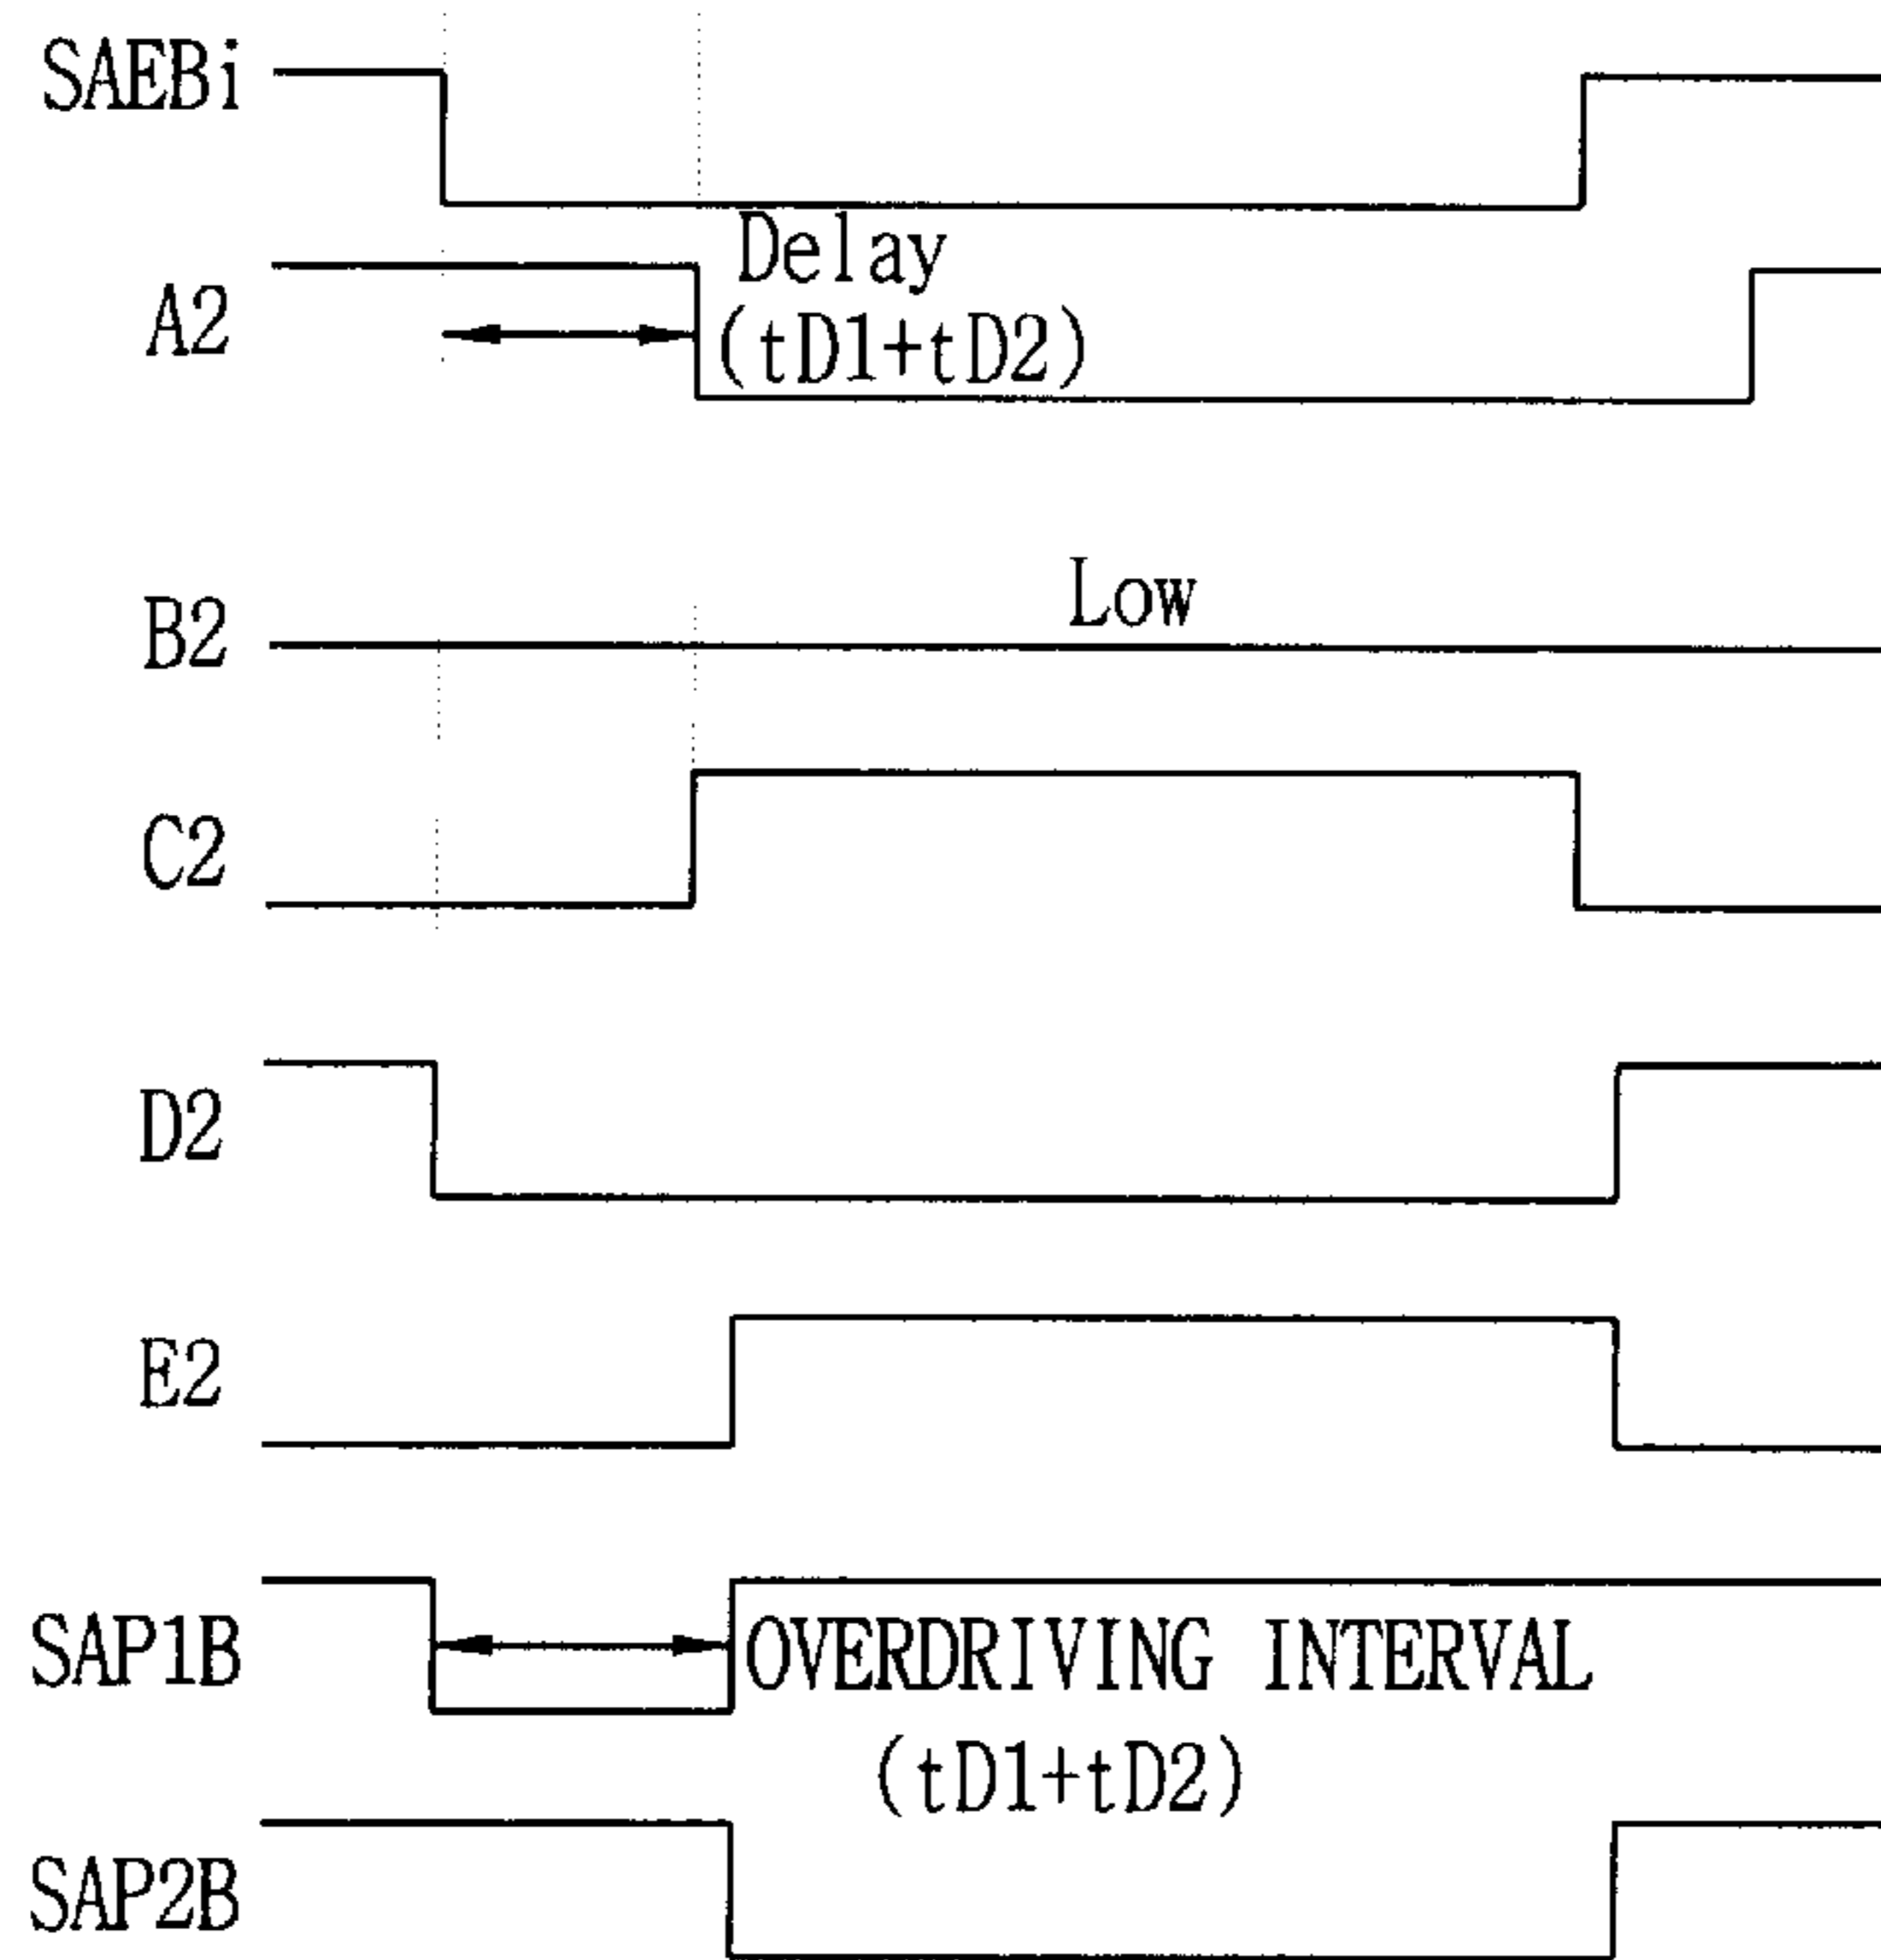 SAEBi
Delay
A2
(tD1+tD2)
Low
B2
C2
D2
E2
SAP1B
OVERDRIVING INTERVAL
(tD1+tD2)
SAP2B